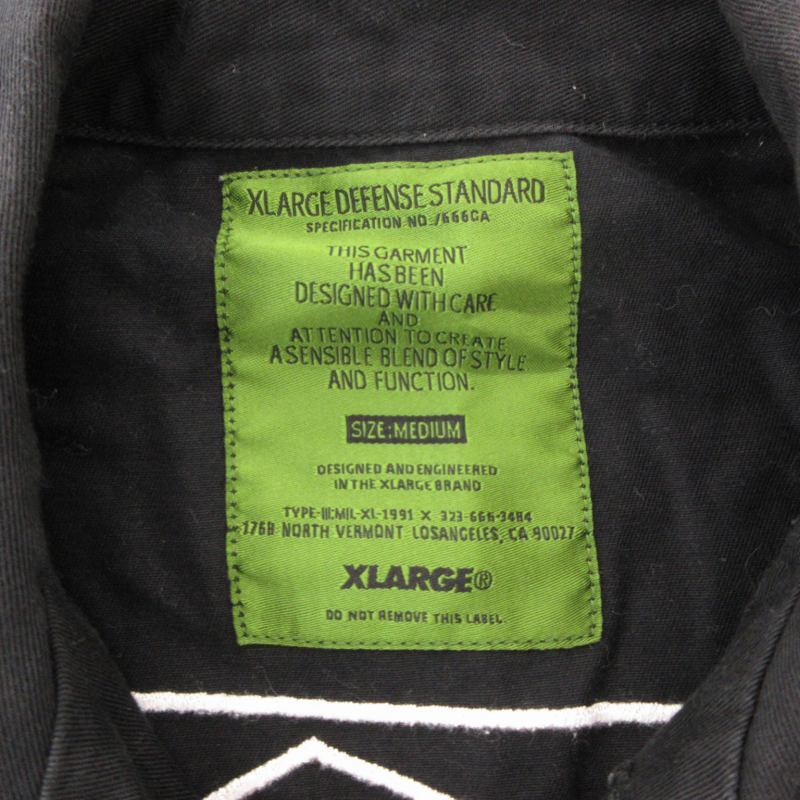 XLARGE DEFENSE STANDARD
SPECIFICATION NO./666CA
THIS GARMENT
HAS BEEN
DESIGNED WITH CARE
AND
ATTENTION TO CREATE
A SENSIBLE BLEND OF STYLE
AND FUNCTION.
SIZE:MEDIUM
DESIGNED AND ENGINEERED
IN THE XLARGE BRAND
TYPE-III:MIL-XL-1991 X 323-666-3484
1768 NORTH VERMONT LOSANGELES, CA 90027
XLARGE®
DO NOT REMOVE THIS LABEL.